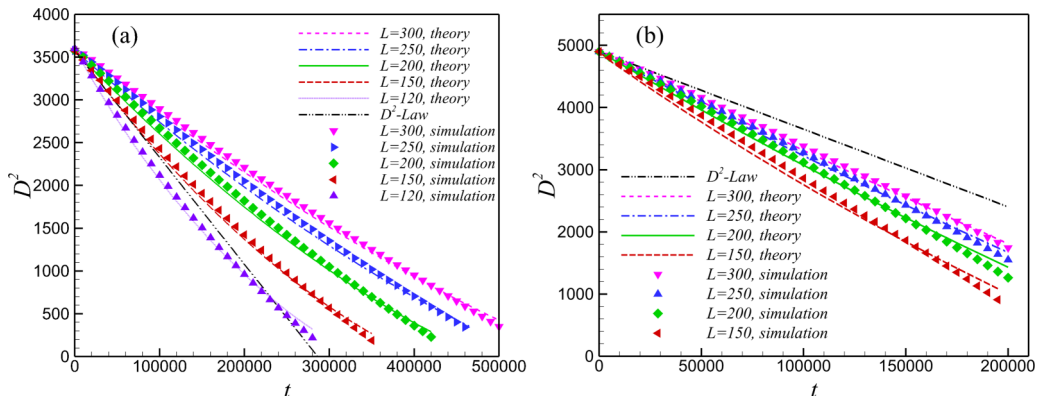 (a)
4000
3500
3000
2500
2000
1500
1000
500
0
D²
L=300, theory
L=250, theory
L=200, theory
L=150, theory
L=120, theory
D²-Law
L=300, simulation
L=250, simulation
L=200, simulation
L=150, simulation
L=120, simulation
0
100000
200000
300000
400000
500000
t
(b)
5000
4000
3000
2000
1000
0
D²
D²-Law
L=300, theory
L=250, theory
L=200, theory
L=150, theory
L=300, simulation
L=250, simulation
L=200, simulation
L=150, simulation
0
50000
100000
150000
200000
t